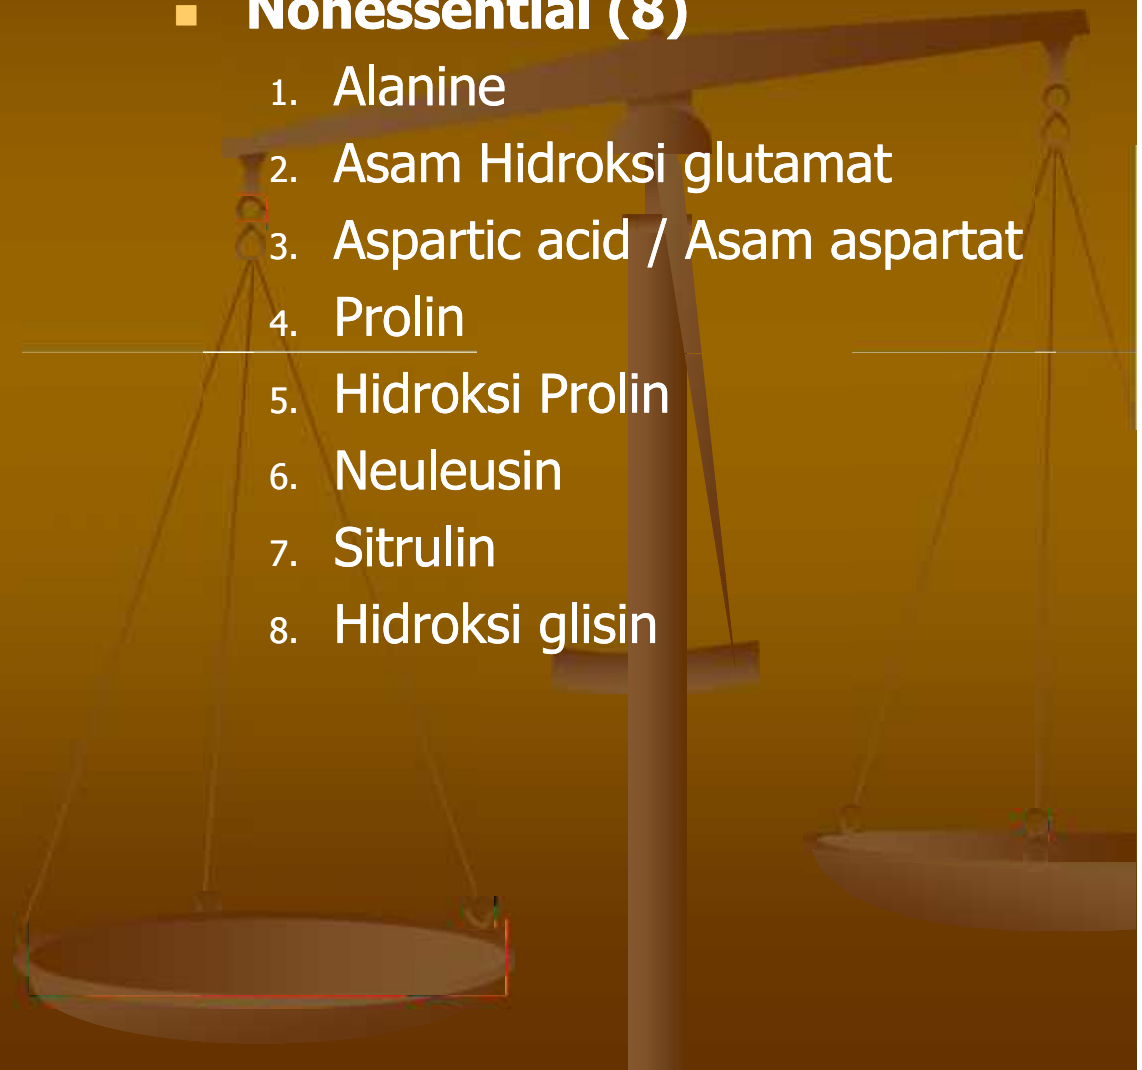 Nonessential (8)
1. Alanine
2. Asam Hidroksi glutamat
3. Aspartic acid / Asam aspartat
4. Prolin
5. Hidroksi Prolin
6. Neuleusin
7. Sitrulin
8. Hidroksi glisin